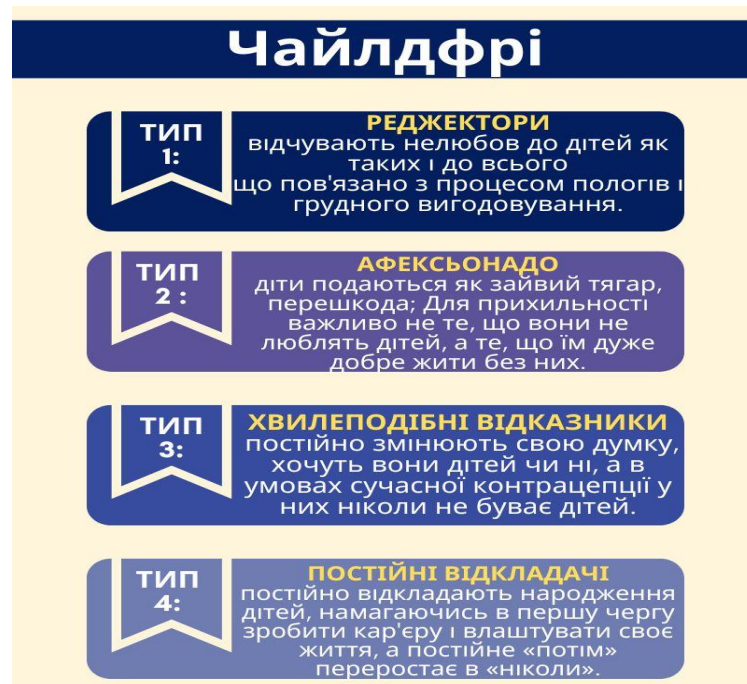 Чайлдфрі
ТИП
1:
РЕДЖЕКТОРИ
відчувають нелюбов до дітей як
таких і до всього
що пов'язано з процесом пологів і
грудного вигодовування.
ТИП
2 :
АФЕКСЬОНАДО
діти подаються як зайвий тягар,
перешкода; Для прихильності
важливо не те, що вони не
люблять дітей, а те, що їм дуже
добре жити без них.
ТИП
3:
ХВИЛЕПОДІБНІ ВІДКАЗНИКИ
постійно змінюють свою думку,
хочуть вони дітей чи ні, а в
умовах сучасної контрацепції у
них ніколи не буває дітей.
ТИП
4:
ПОСТІЙНІ ВІДКЛАДАЧІ
постійно відкладають народження
дітей, намагаючись в першу чергу
зробити кар'єру і влаштувати своє
життя, а постійне «потім»
переростає в «ніколи».